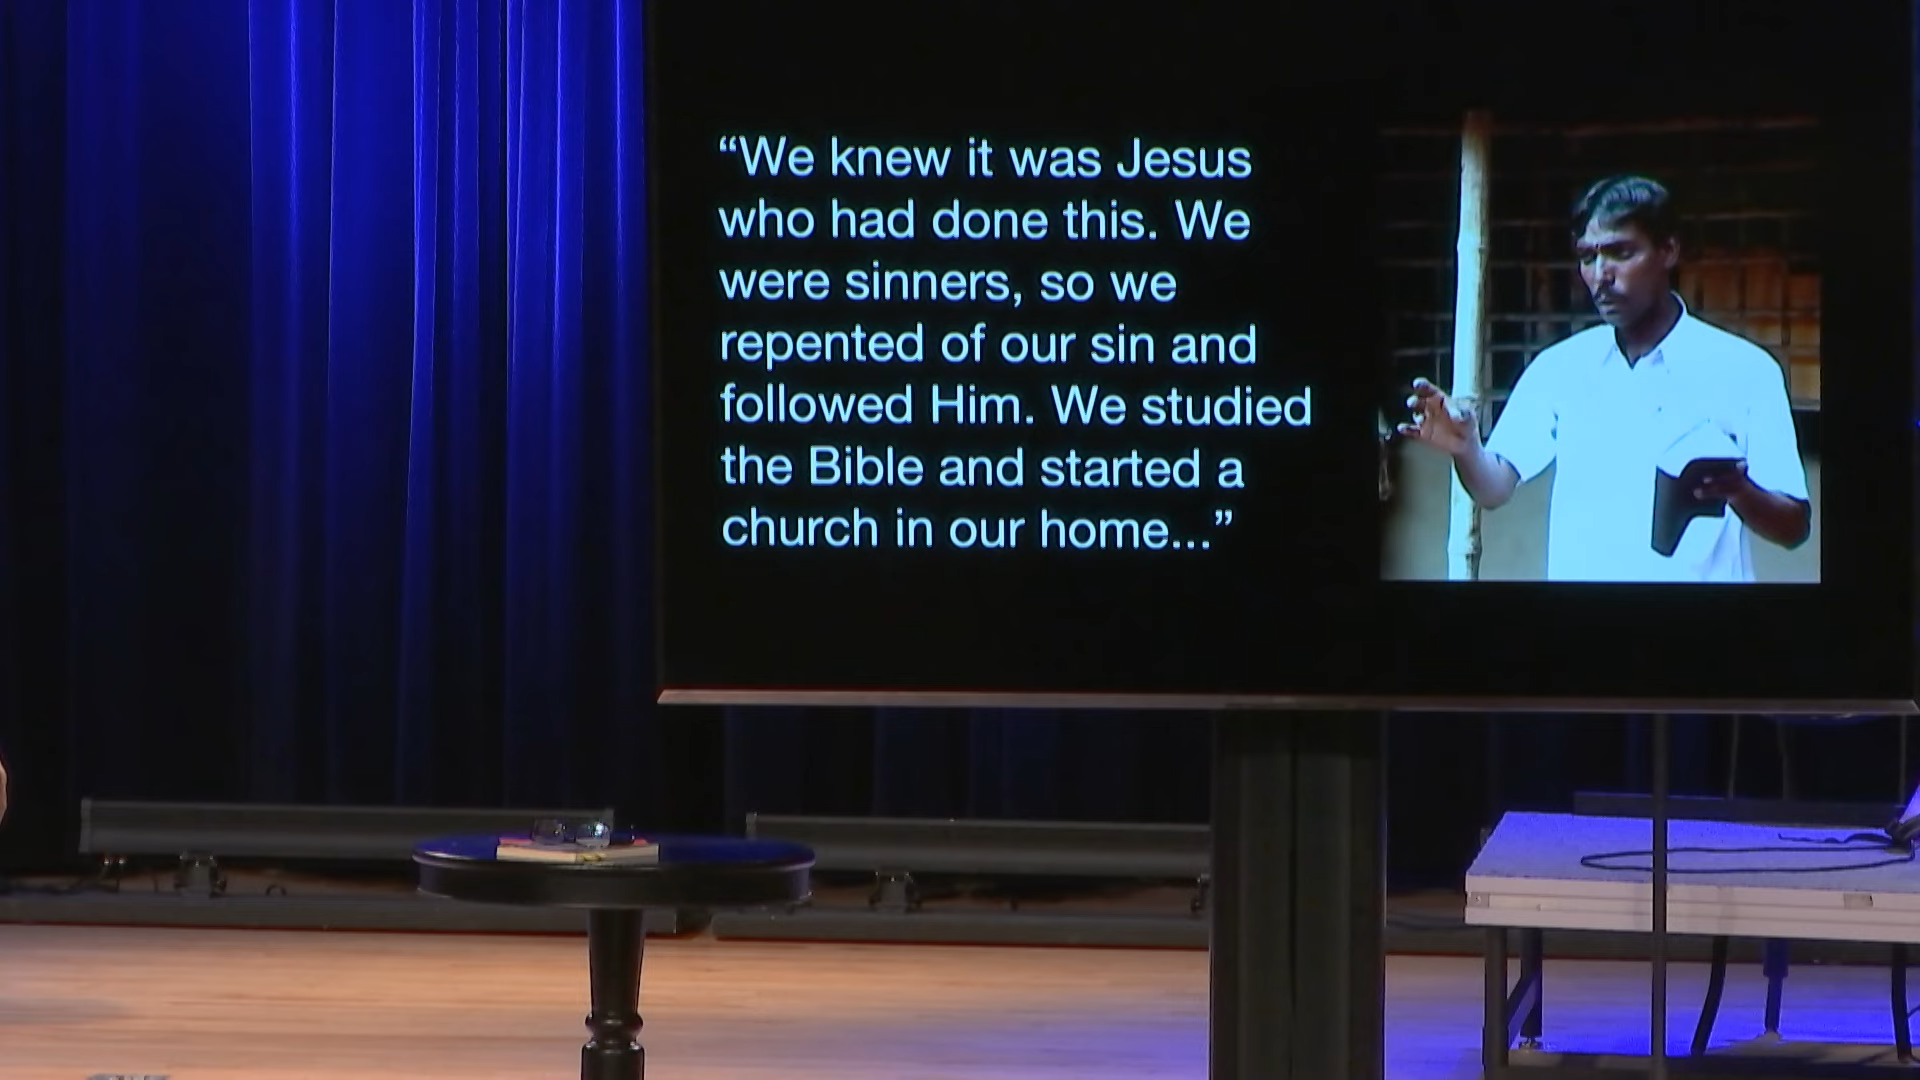 “We knew it was Jesus
who had done this. We
were sinners, so we
repented of our sin and
followed Him. We studied
the Bible and started a
church in our home...”